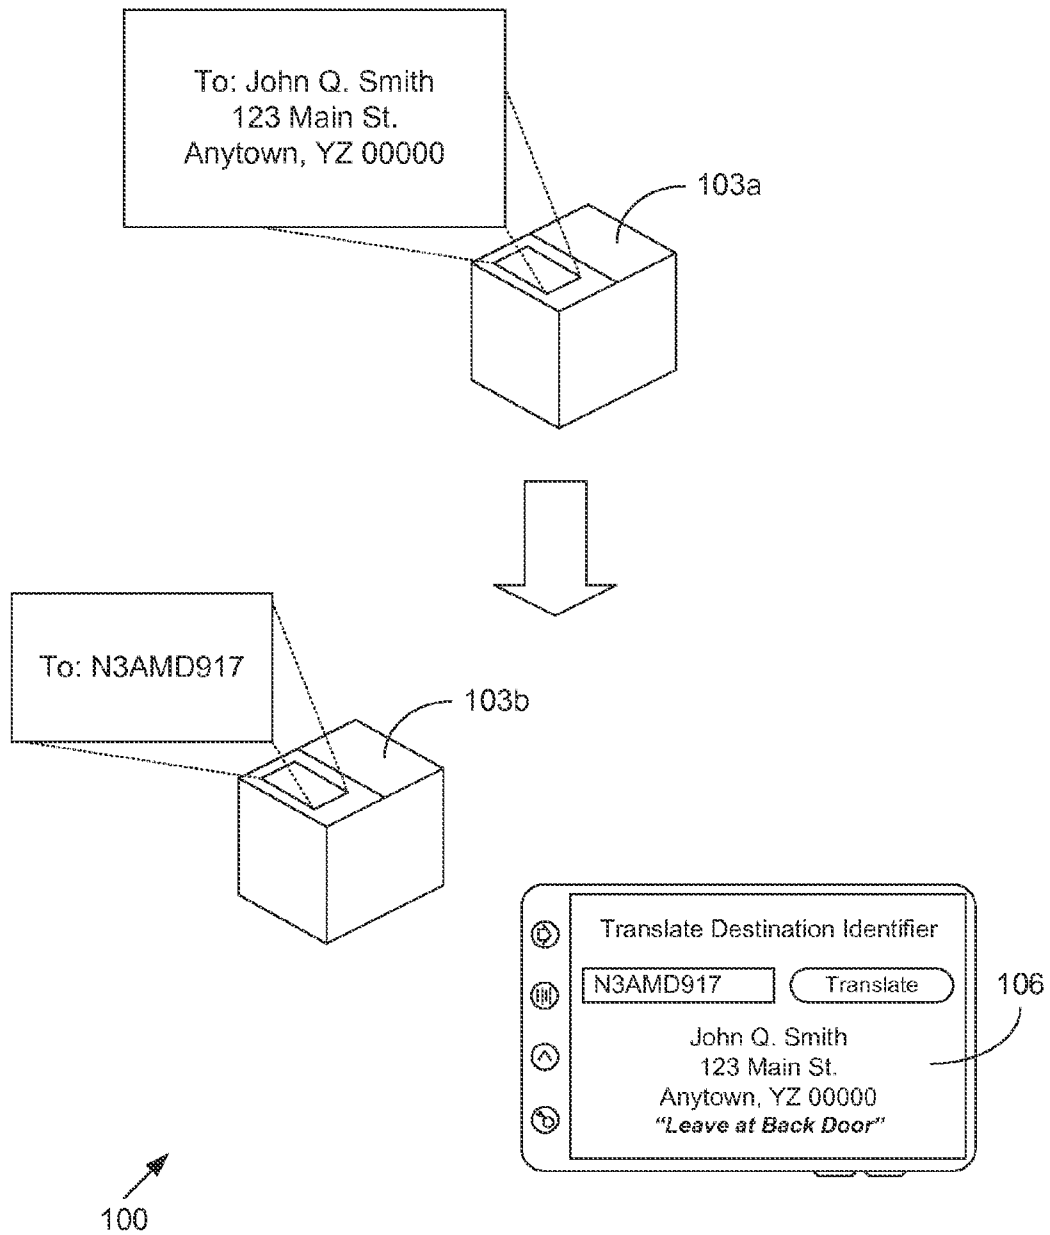 To: John Q. Smith
123 Main St.
Anytown, YZ 00000
103a
To: N3AMD917
103b
Translate Destination Identifier
N3AMD917
Translate
106
John Q. Smith
123 Main St.
Anytown, YZ 00000
“Leave at Back Door”
100